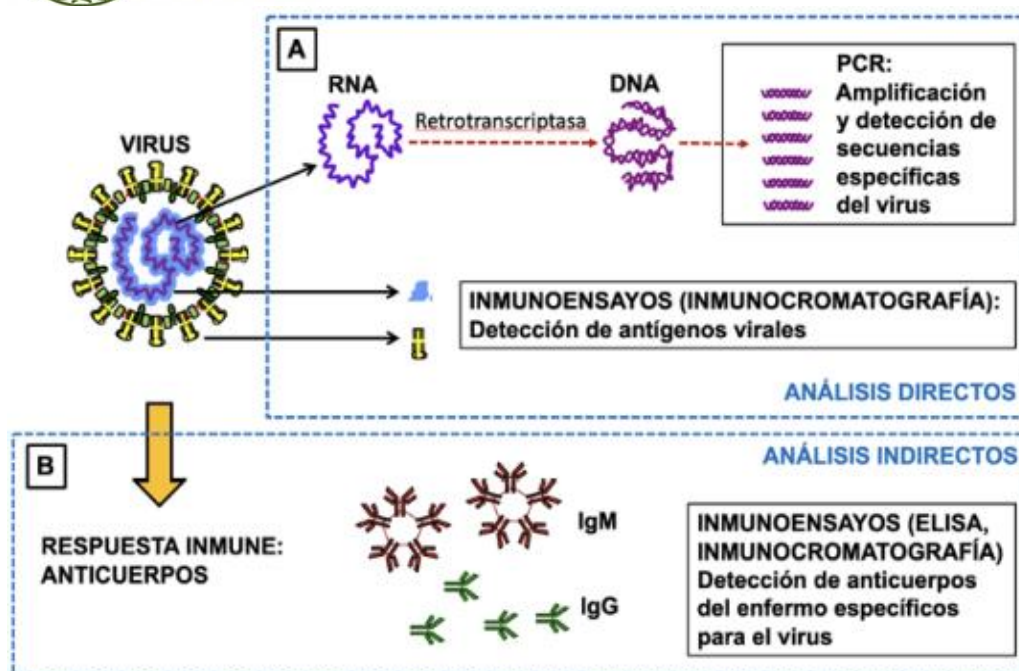 A
RNA
Retrotranscriptasa
DNA
PCR:
Amplificación
y detección de
secuencias
específicas
del virus
VIRUS
INMUNOENSAYOS (INMUNOCROMATOGRAFÍA):
Detección de antígenos virales
ANÁLISIS DIRECTOS
B
ANÁLISIS INDIRECTOS
RESPUESTA INMUNE:
ANTICUERPOS
IgM
IgG
INMUNOENSAYOS (ELISA,
INMUNOCROMATOGRAFÍA)
Detección de anticuerpos
del enfermo específicos
para el virus